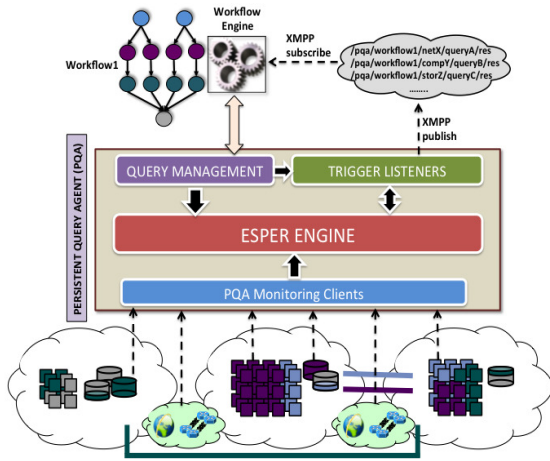 Workflow
Engine
XMPP
subscribe
/pqa/workflow1/netX/queryA/res
/pqa/workflow1/compY/queryB/res
/pqa/workflow1/storZ/queryC/res
........
Workflow1
XMPP
publish
PERSISTENT QUERY AGENT (PQA)
QUERY MANAGEMENT
TRIGGER LISTENERS
ESPER ENGINE
PQA Monitoring Clients